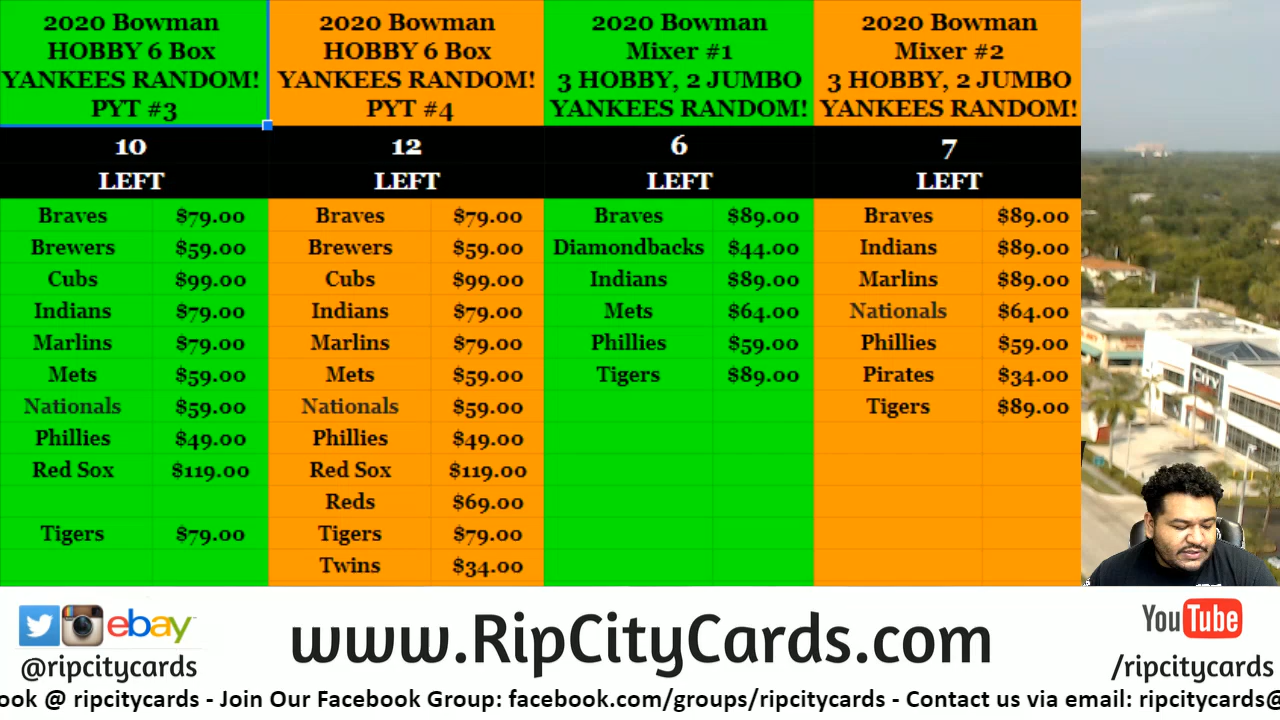 2020 Bowman
HOBBY 6 Box
YANKEES RANDOM!
PYT #3
10
LEFT
Braves $79.00
Brewers $59.00
Cubs $99.00
Indians $79.00
Marlins $79.00
Mets $59.00
Nationals $59.00
Phillies $49.00
Red Sox $119.00
Tigers $79.00
2020 Bowman
HOBBY 6 Box
YANKEES RANDOM!
PYT #4
12
LEFT
Braves $79.00
Brewers $59.00
Cubs $99.00
Indians $79.00
Marlins $79.00
Mets $59.00
Nationals $59.00
Phillies $49.00
Red Sox $119.00
Reds $69.00
Tigers $79.00
Twins $34.00
2020 Bowman
Mixer #1
3 HOBBY, 2 JUMBO
YANKEES RANDOM!
6
LEFT
Braves $89.00
Diamondbacks $44.00
Indians $89.00
Mets $64.00
Phillies $59.00
Tigers $89.00
2020 Bowman
Mixer #2
3 HOBBY, 2 JUMBO
YANKEES RANDOM!
7
LEFT
Braves $89.00
Indians $89.00
Marlins $89.00
Nationals $64.00
Phillies $59.00
Pirates $34.00
Tigers $89.00
CITY
ebay
@ripcitycards
www.RipCityCards.com
YouTube
/ripcitycards
ook @ ripcitycards - Join Our Facebook Group: facebook.com/groups/ripcitycards - Contact us via email: ripcitycards@